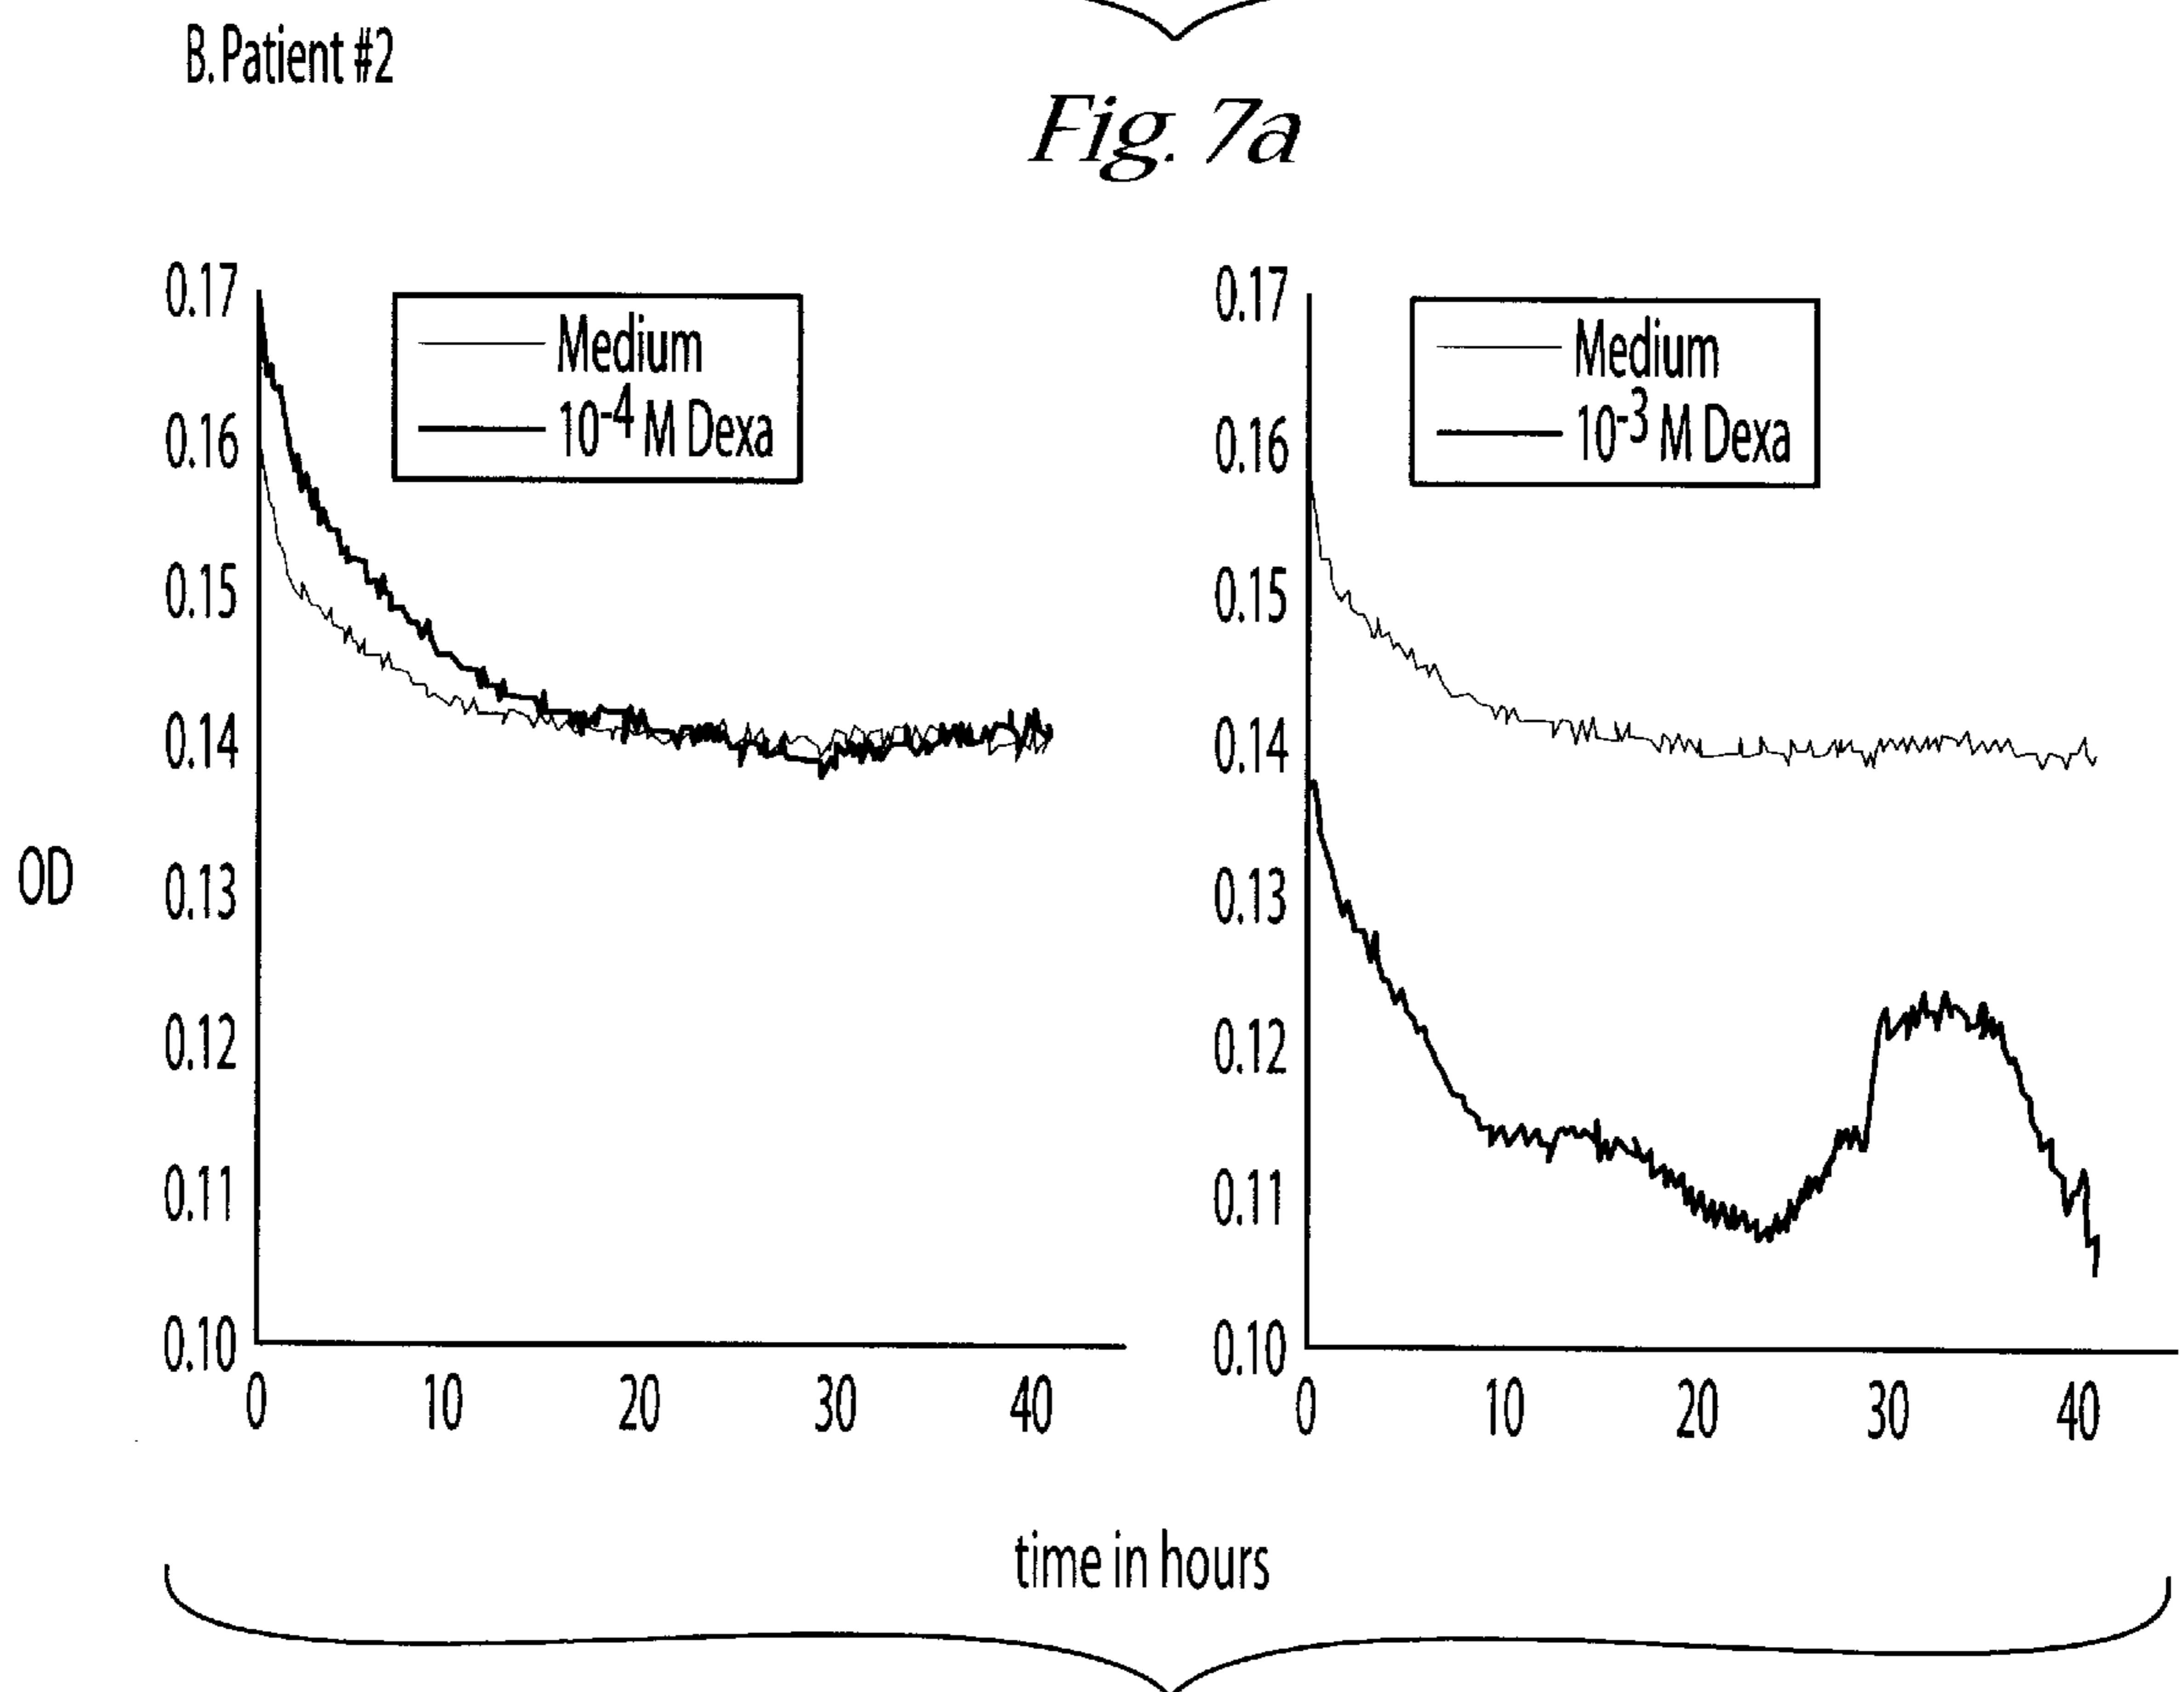 B. Patient #2
Fig. 7a
0.17
0.16
0.15
0.14
0.13
0.12
0.11
0.10
OD
Medium
10-4 M Dexa
0 10 20 30 40
0.17
0.16
0.15
0.14
0.13
0.12
0.11
0.10
Medium
10-3 M Dexa
0 10 20 30 40
time in hours